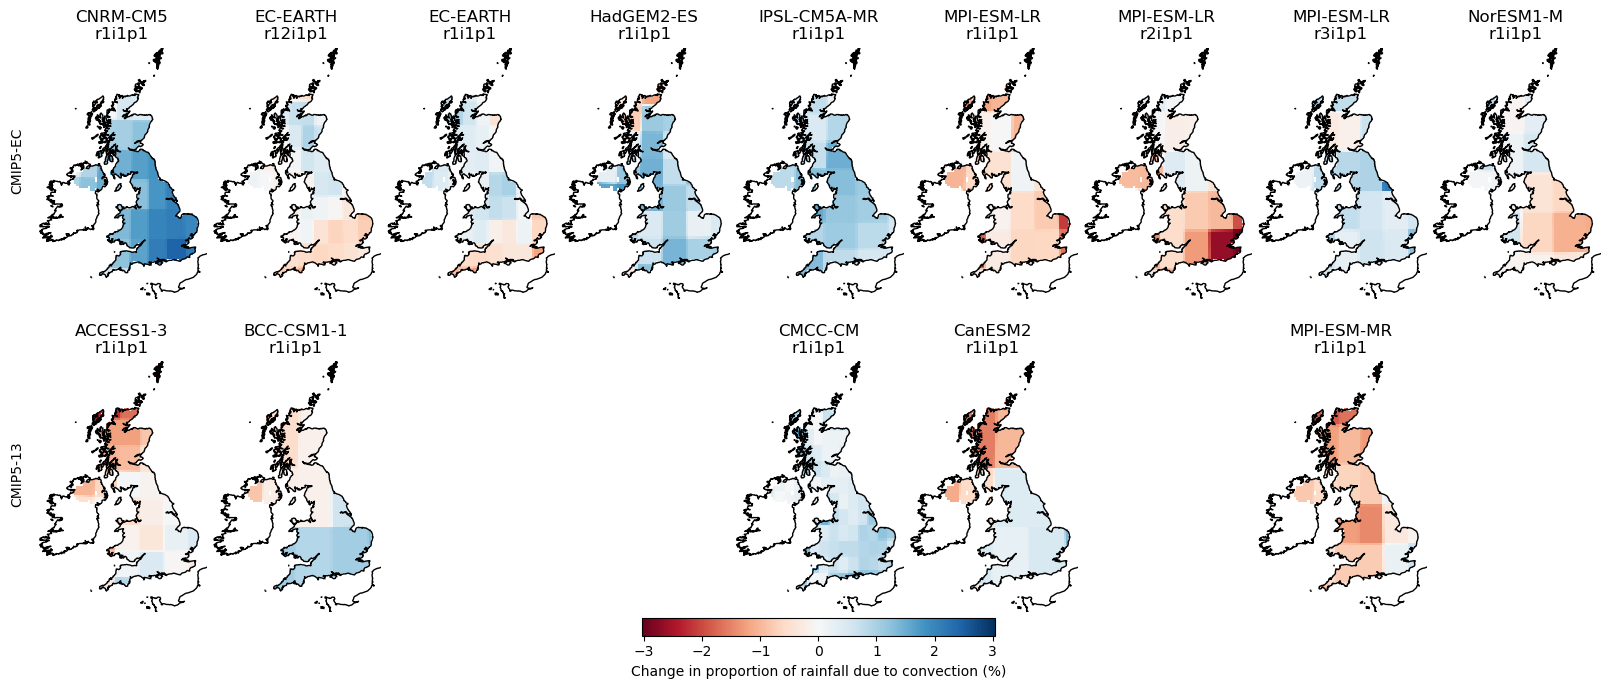 CNRM-CM5
r1i1p1
EC-EARTH
r12i1p1
EC-EARTH
r1i1p1
HadGEM2-ES
r1i1p1
IPSL-CM5A-MR
r1i1p1
MPI-ESM-LR
r1i1p1
MPI-ESM-LR
r2i1p1
MPI-ESM-LR
r3i1p1
NorESM1-M
r1i1p1
CMIP5-EC
ACCESS1-3
r1i1p1
BCC-CSM1-1
r1i1p1
CMCC-CM
r1i1p1
CanESM2
r1i1p1
MPI-ESM-MR
r1i1p1
CMIP5-13
−3 −2 −1 0 1 2 3
Change in proportion of rainfall due to convection (%)